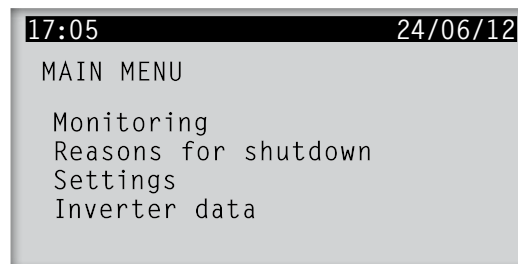 17:05 24/06/12
MAIN MENU
Monitoring
Reasons for shutdown
Settings
Inverter data